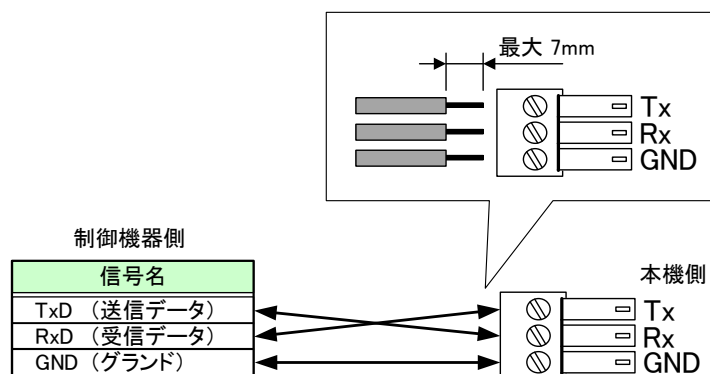 最大 7mm
Tx
Rx
GND
制御機器側
信号名
TxD (送信データ)
RxD (受信データ)
GND (グランド)
本機側
Tx
Rx
GND